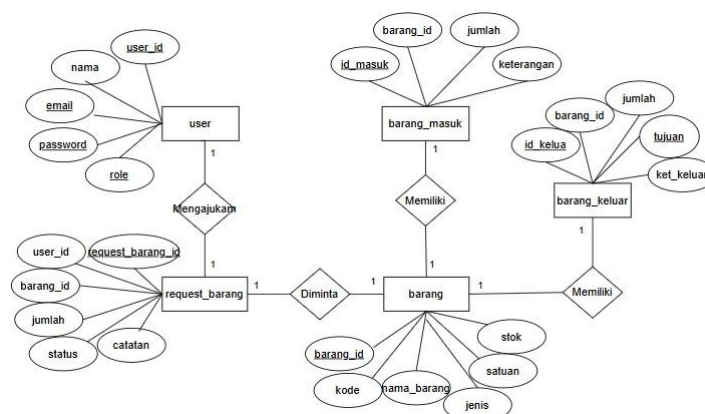 user_id
nama
email
password
role
user
1
Mengajukam
1
user_id
request_barang_id
barang_id
jumlah
status
catatan
request_barang
1
Diminta
1
barang_id
jumlah
id_masuk
keterangan
barang_masuk
1
Memiliki
1
barang
1
jumlah
barang_id
tujuan
id_kelua
ket_keluar
barang_keluar
1
Memiliki
barang_id
kode
nama_barang
jenis
satuan
stok